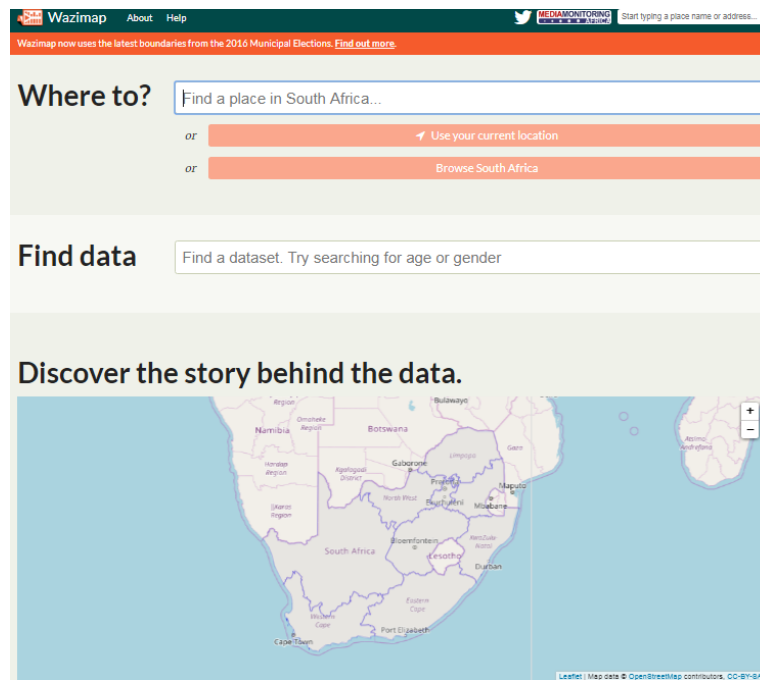 Wazimap About Help MEDIAMONITORING AFRICA Start typing a place name or address...
Wazimap now uses the latest boundaries from the 2016 Municipal Elections. Find out more.
Where to? Find a place in South Africa...
or Use your current location
or Browse South Africa
Find data Find a dataset. Try searching for age or gender
Discover the story behind the data.
Bulawayo
Region
Omaheke
Region
Namibia
Botswana
+
−
Gaborone
Limpopo
Hardap
Region
Kgalagadi
District
North West
Maputo
Mbabane
Region
Bloemfontein
South Africa
Lesotho
Durban
Eastern
Cape
Western
Cape
Port Elizabeth
Cape Town
Leaflet | Map data © OpenStreetMap contributors, CC-BY-SA